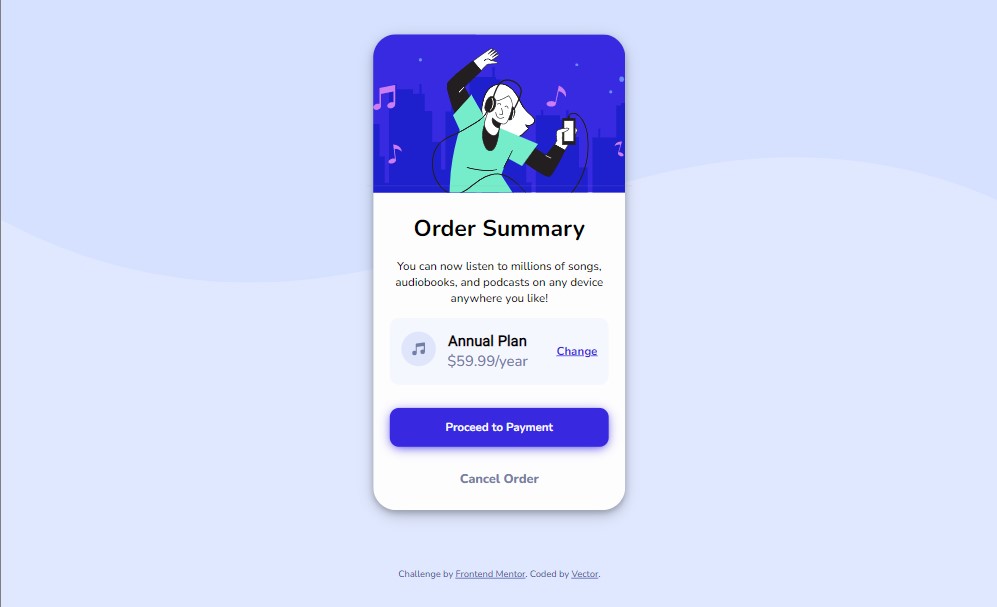 Order Summary
You can now listen to millions of songs,
audiobooks, and podcasts on any device
anywhere you like!
Annual Plan
$59.99/year
Change
Proceed to Payment
Cancel Order
Challenge by Frontend Mentor. Coded by Vector.